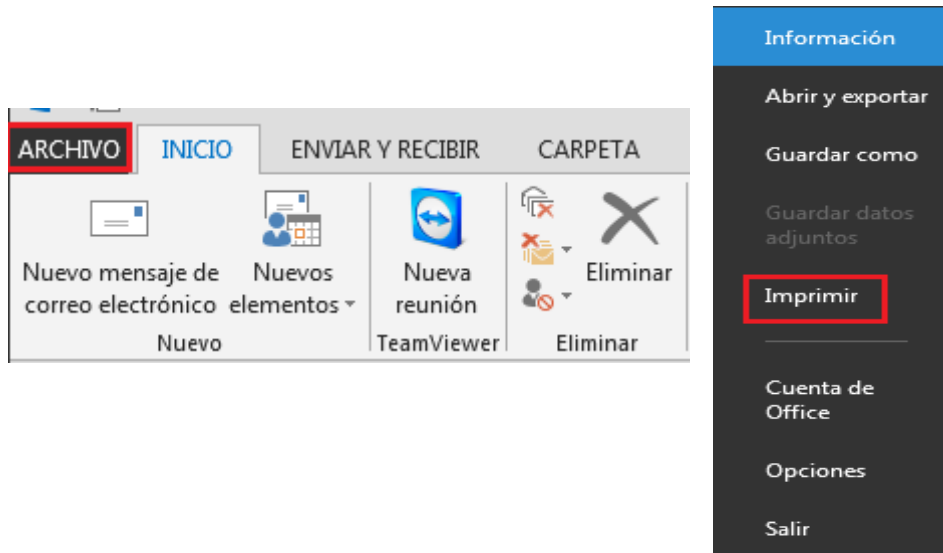 ARCHIVO INICIO ENVIAR Y RECIBIR CARPETA
Nuevo mensaje de
correo electrónico
Nuevos
elementos
Nueva
reunión
Eliminar
Nuevo TeamViewer Eliminar
Información
Abrir y exportar
Guardar como
Guardar datos
adjuntos
Imprimir
Cuenta de
Office
Opciones
Salir